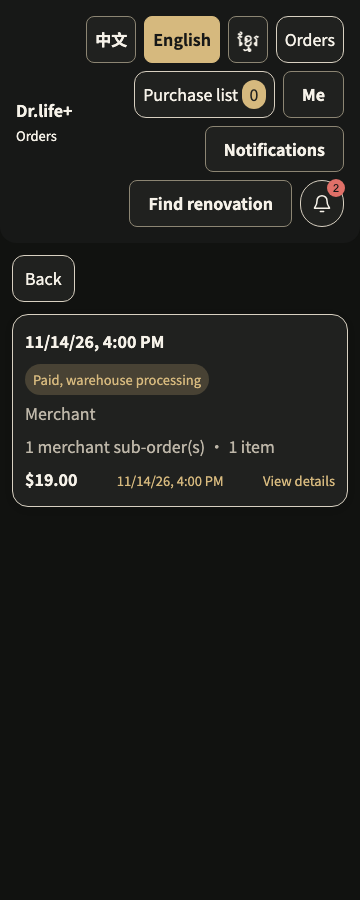 中文 English ខ្មែរ Orders
Purchase list 0 Me
Dr.life+
Orders
Notifications
Find renovation 2
Back
11/14/26, 4:00 PM
Paid, warehouse processing
Merchant
1 merchant sub-order(s) • 1 item
$19.00 11/14/26, 4:00 PM View details